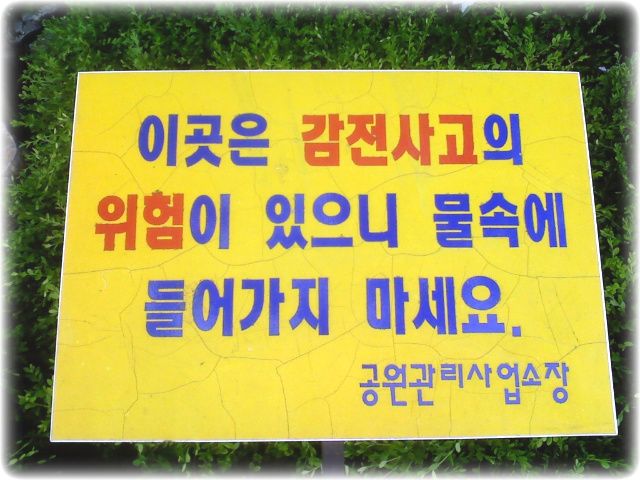 이곳은 감전사고의
위험이 있으니 물속에
들어가지 마세요.
공원관리사업소장